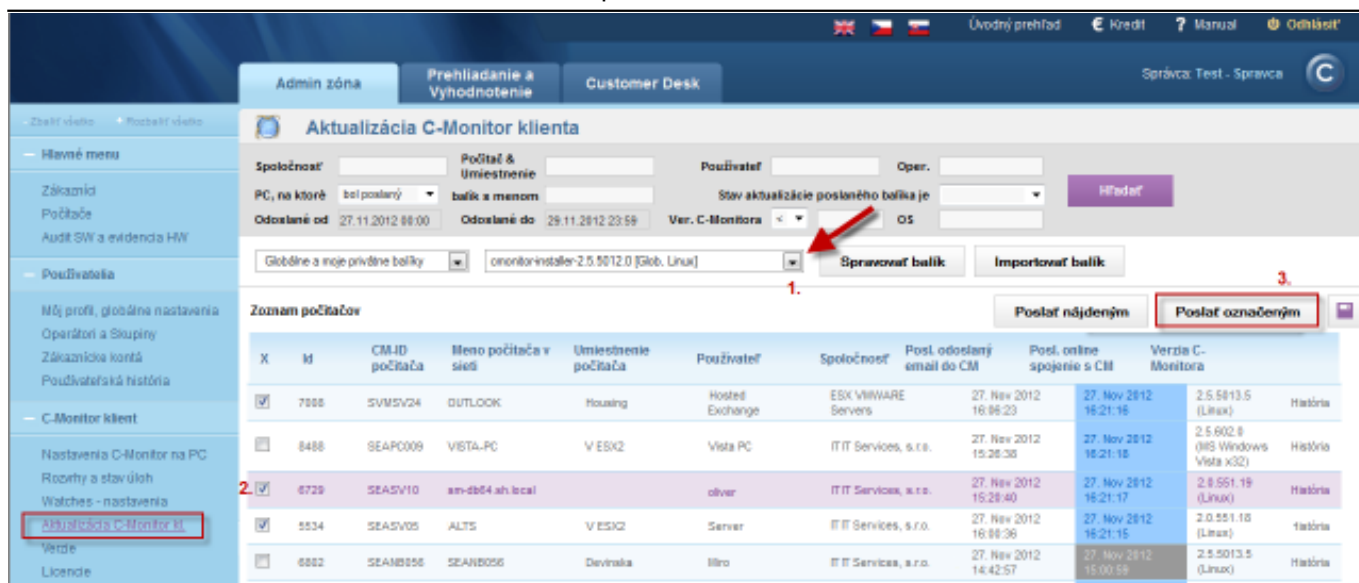 Úvodný prehľad € Kredit ? Manual Odhlásiť
Admin zóna
Prehliadanie a Vyhodnotenie
Customer Desk
Správca: Test - Spravca
- Zbaliť všetko + Rozbaliť všetko
Aktualizácia C-Monitor klienta
Hlavné menu
Zákazníci
Počítače
Audit SW a evidencia HW
Používatelia
Môj profil, globálne nastavenia
Operátori a Skupiny
Zákaznícke kontá
Používateľská história
C-Monitor klient
Nastavenia C-Monitor na PC
Rozvrhy a stav úloh
Watches - nastavenia
Aktualizácia C-Monitor kl.
Verzie
Licencie
Spoločnosť Počítač & Umiestnenie Používateľ Oper.
PC, na ktoré bol poslaný balík s menom Stav aktualizácie poslaného balíka je Hľadať
Odoslané od 27.11.2012 00:00 Odoslané do 29.11.2012 23:59 Ver. C-Monitora < OS
Globálne a moje privátne balíky cmonitor-installer-2.5.5012.0 [Glob, Linux] Spravovať balík Importovať balík
1.
3.
Zoznam počítačov Poslať nájdeným Poslať označeným
X Id CM-ID počítača Meno počítača v sieti Umiestnenie počítača Používateľ Spoločnosť Posl. odoslaný email do CM Posl. online spojenie s CM Verzia C-Monitora
7066 SVMSV24 OUTLOOK Housing Hosted Exchange ESX VMWARE Servers 27. Nov 2012 16:06:23 27. Nov 2012 16:21:16 2.5.5013.5 (Linux) História
8488 SEAPC009 VISTA-PC V ESX2 Vista PC IT IT Services, s.r.o. 27. Nov 2012 15:26:38 27. Nov 2012 16:21:18 2.5.602.0 (MS Windows Vista x32) História
2. 6729 SEASV10 am-db64.sh.local oliver IT IT Services, s.r.o. 27. Nov 2012 15:20:40 27. Nov 2012 16:21:17 2.0.551.19 (Linux) História
5534 SEASV05 ALTS V ESX2 Server IT IT Services, s.r.o. 27. Nov 2012 16:00:36 27. Nov 2012 16:21:15 2.0.551.18 (Linux) História
6802 SEANB056 SEANB056 Devinska Miro IT IT Services, s.r.o. 27. Nov 2012 14:42:57 27. Nov 2012 15:00:59 2.5.5013.5 (Linux) História